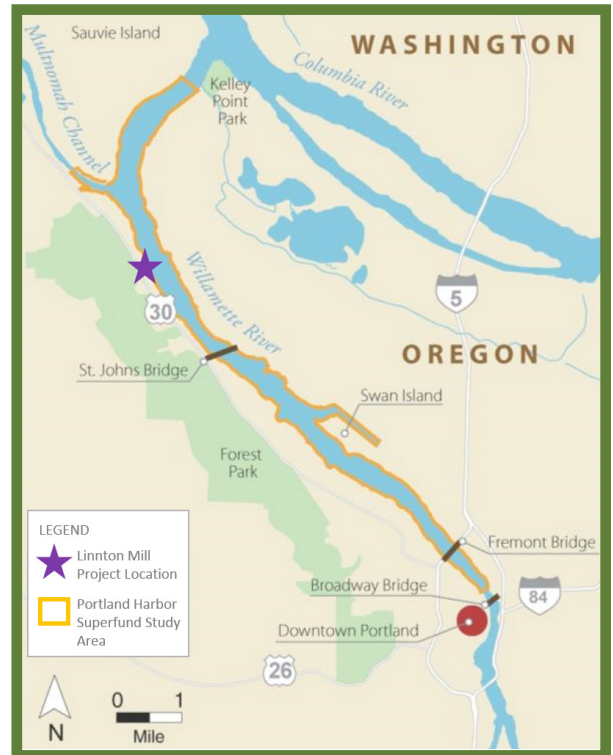 Sauvie Island
WASHINGTON
Multnomah Channel
Kelley
Point
Park
Columbia River
5
30
Willamette River
OREGON
St. Johns Bridge
Swan Island
Forest
Park
LEGEND
Linnton Mill
Project Location
Portland Harbor
Superfund Study
Area
Fremont Bridge
Broadway Bridge
84
Downtown Portland
26
N
0 1
Mile